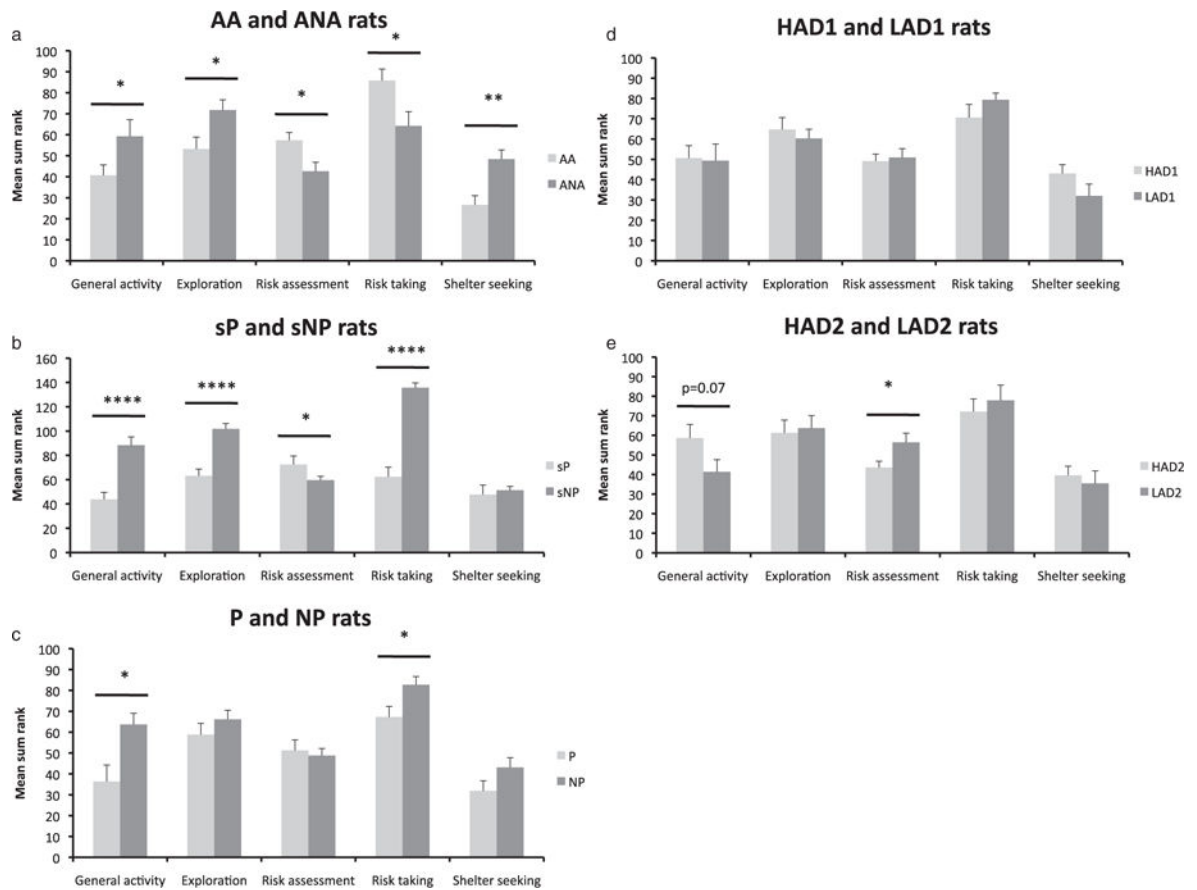 AA and ANA rats
a
Mean sum rank
100
90
80
70
60
50
40
30
20
10
0
*
*
*
*
**
AA
ANA
General activity Exploration Risk assessment Risk taking Shelter seeking
sP and sNP rats
b
Mean sum rank
160
140
120
100
80
60
40
20
0
****
****
*
****
sP
sNP
General activity Exploration Risk assessment Risk taking Shelter seeking
P and NP rats
c
Mean sum rank
100
90
80
70
60
50
40
30
20
10
0
*
*
P
NP
General activity Exploration Risk assessment Risk taking Shelter seeking
HAD1 and LAD1 rats
d
Mean sum rank
100
90
80
70
60
50
40
30
20
10
0
HAD1
LAD1
General activity Exploration Risk assessment Risk taking Shelter seeking
HAD2 and LAD2 rats
e
Mean sum rank
100
90
80
70
60
50
40
30
20
10
0
p=0.07
*
HAD2
LAD2
General activity Exploration Risk assessment Risk taking Shelter seeking